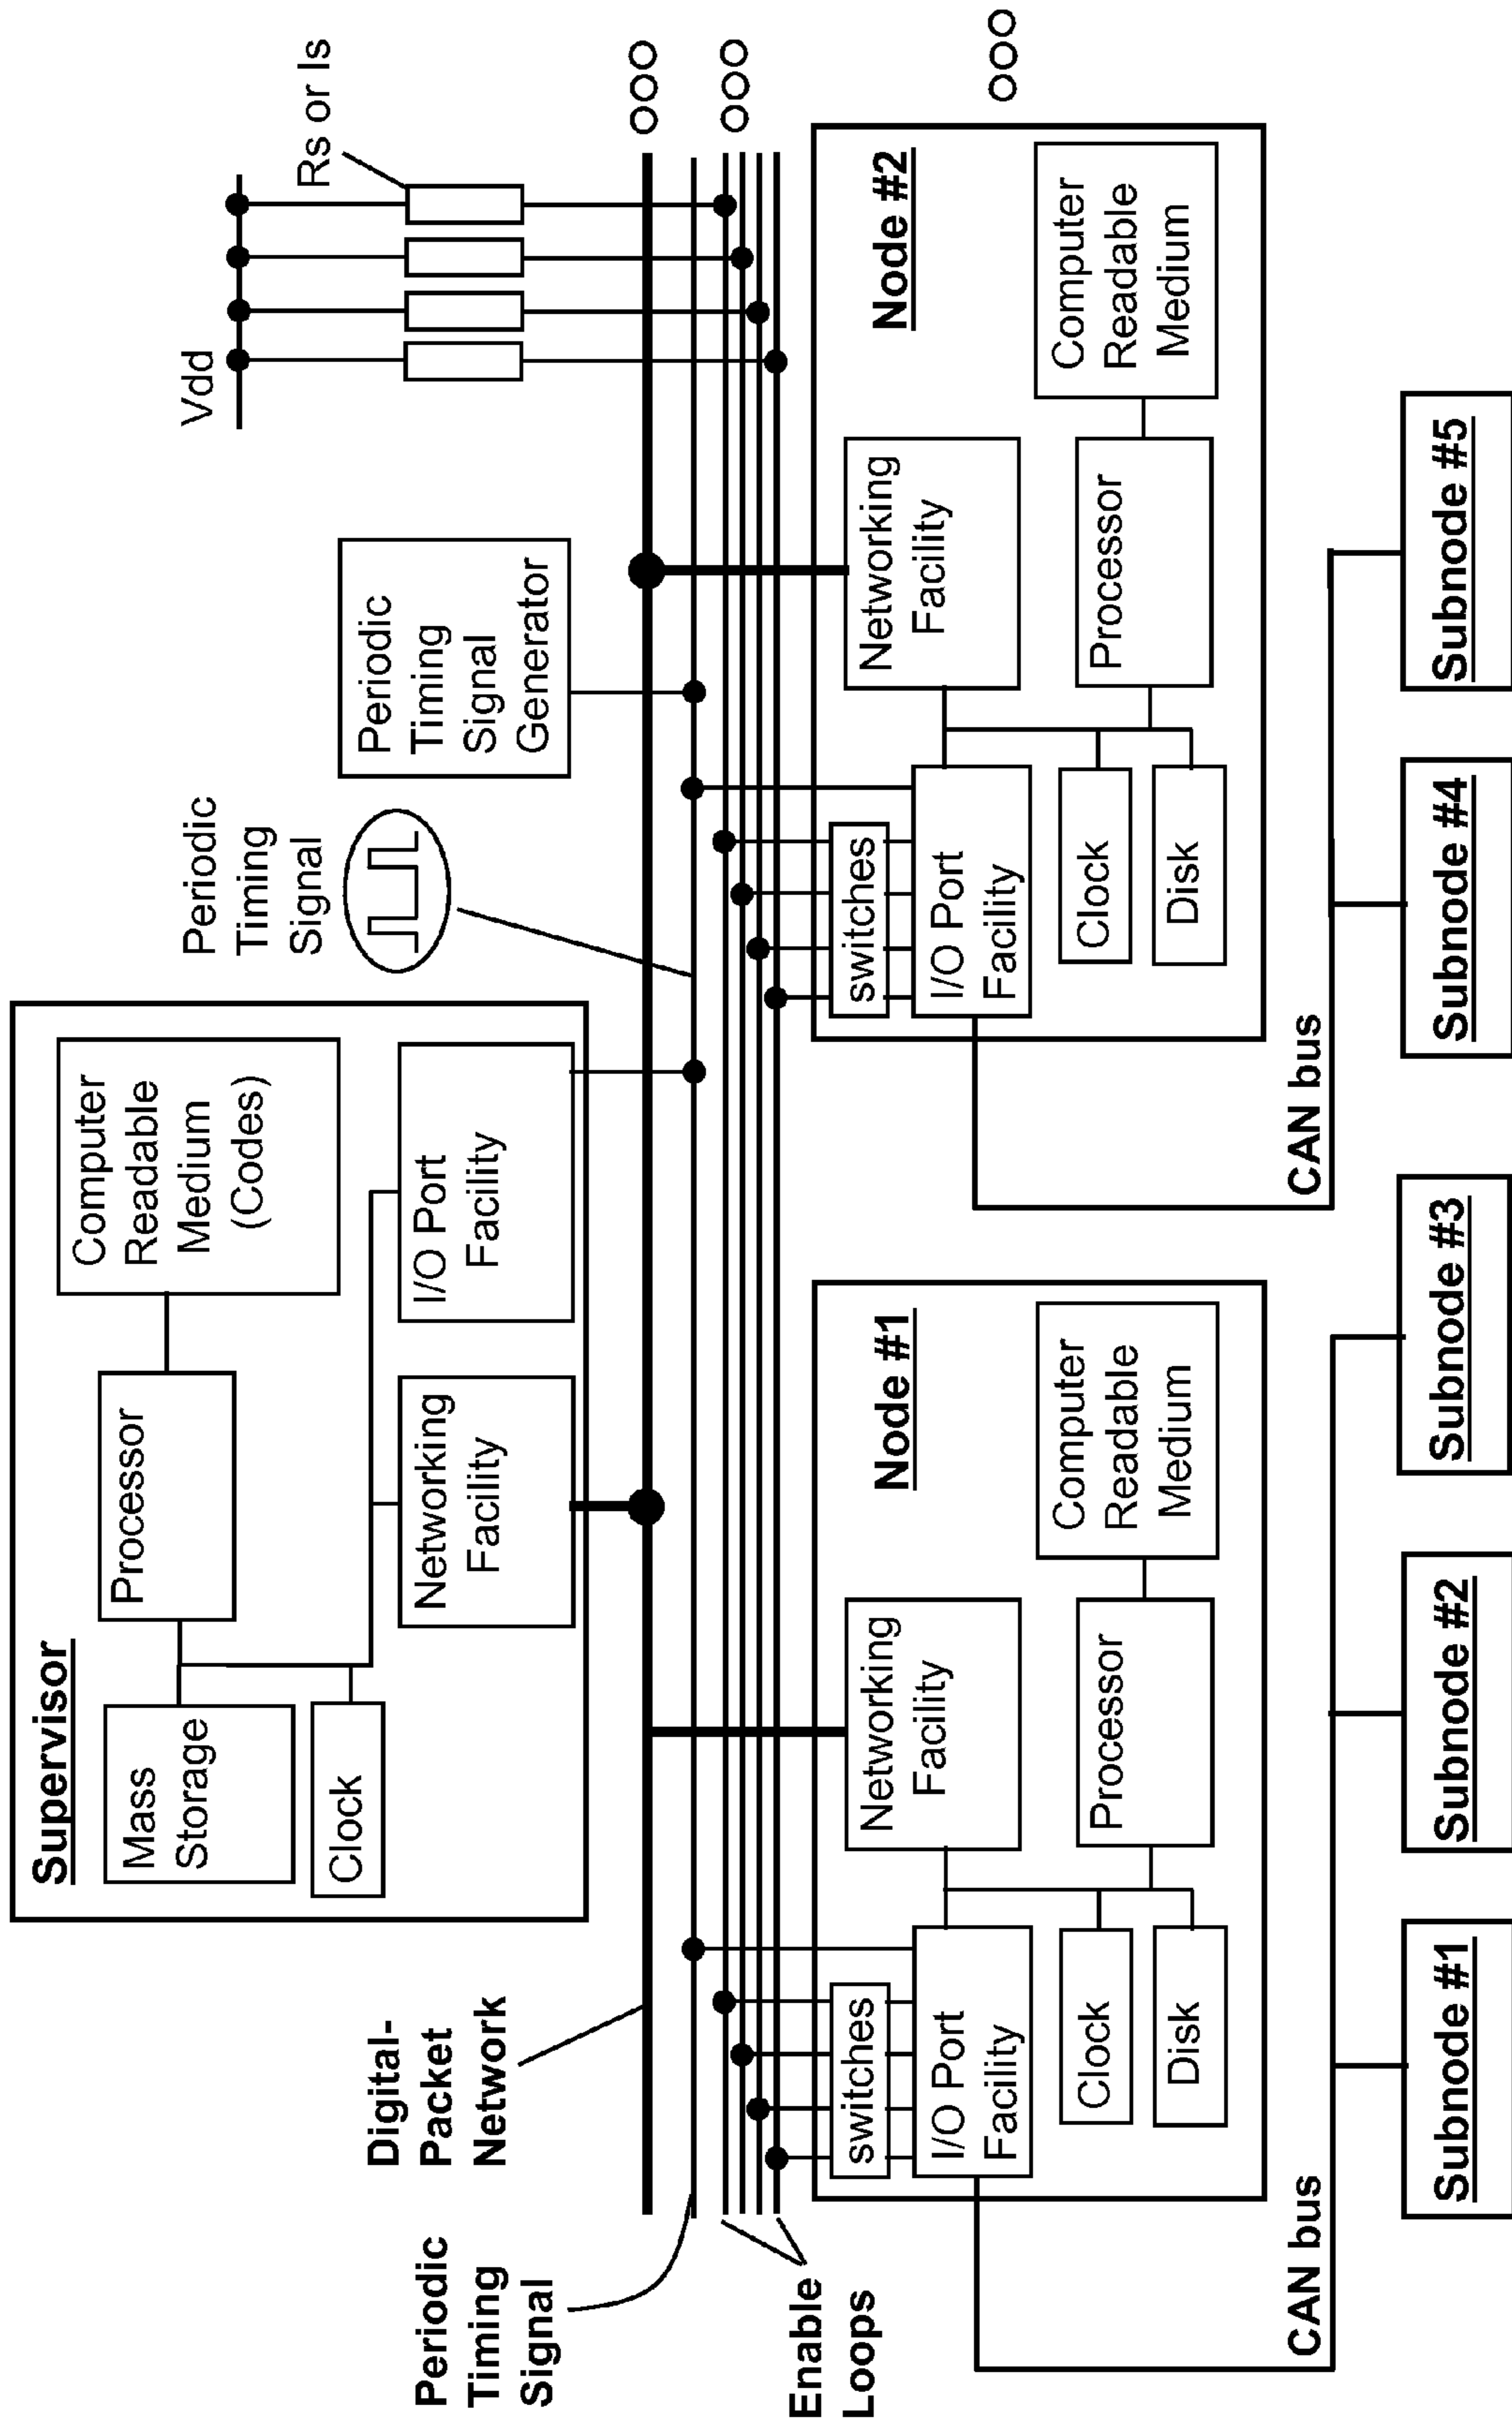 Supervisor
Mass
Storage
Clock
Processor
Computer
Readable
Medium
(Codes)
Networking
Facility
I/O Port
Facility
Periodic
Timing
Signal
Periodic
Timing
Signal
Generator
Vdd
Rs or Is
Digital-
Packet
Network
Periodic
Timing
Signal
Enable
Loops
Node #1
switches
I/O Port
Facility
Networking
Facility
Clock
Disk
Processor
Computer
Readable
Medium
Node #2
switches
I/O Port
Facility
Networking
Facility
Clock
Disk
Processor
Computer
Readable
Medium
CAN bus
CAN bus
Subnode #1
Subnode #2
Subnode #3
Subnode #4
Subnode #5